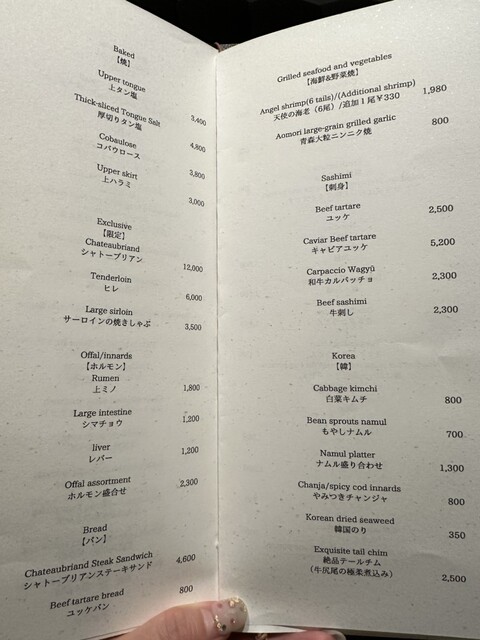 Baked
【焼】
Upper tongue
上タン塩
3,400
Thick-sliced Tongue Salt
厚切りタン塩
4,800
Cobaulose
コバウロース
3,800
Upper skirt
上ハラミ
3,000
Exclusive
【限定】
Chateaubriand
シャトーブリアン
12,000
Tenderloin
ヒレ
6,000
Large sirloin
サーロインの焼きしゃぶ
3,500
Offal/innards
【ホルモン】
Rumen
上ミノ
1,800
Large intestine
シマチョウ
1,200
liver
レバー
1,200
Offal assortment
ホルモン盛合せ
2,300
Bread
【パン】
Chateaubriand Steak Sandwich
シャトーブリアンステーキサンド
4,600
Beef tartare bread
ユッケパン
800
Grilled seafood and vegetables
【海鮮&野菜焼】
Angel shrimp(6 tails)/(Additional shrimp)
天使の海老（6尾）/追加１尾￥330
1,980
Aomori large-grain grilled garlic
青森大粒ニンニク焼
800
Sashimi
【刺身】
Beef tartare
ユッケ
2,500
Caviar Beef tartare
キャビアユッケ
5,200
Carpaccio Wagyū
和牛カルパッチョ
2,300
Beef sashimi
牛刺し
2,300
Korea
【韓】
Cabbage kimchi
白菜キムチ
800
Bean sprouts namul
もやしナムル
700
Namul platter
ナムル盛り合わせ
1,300
Chanja/spicy cod innards
やみつきチャンジャ
800
Korean dried seaweed
韓国のり
350
Exquisite tail chim
絶品テールチム
（牛尻尾の極柔煮込み）
2,500